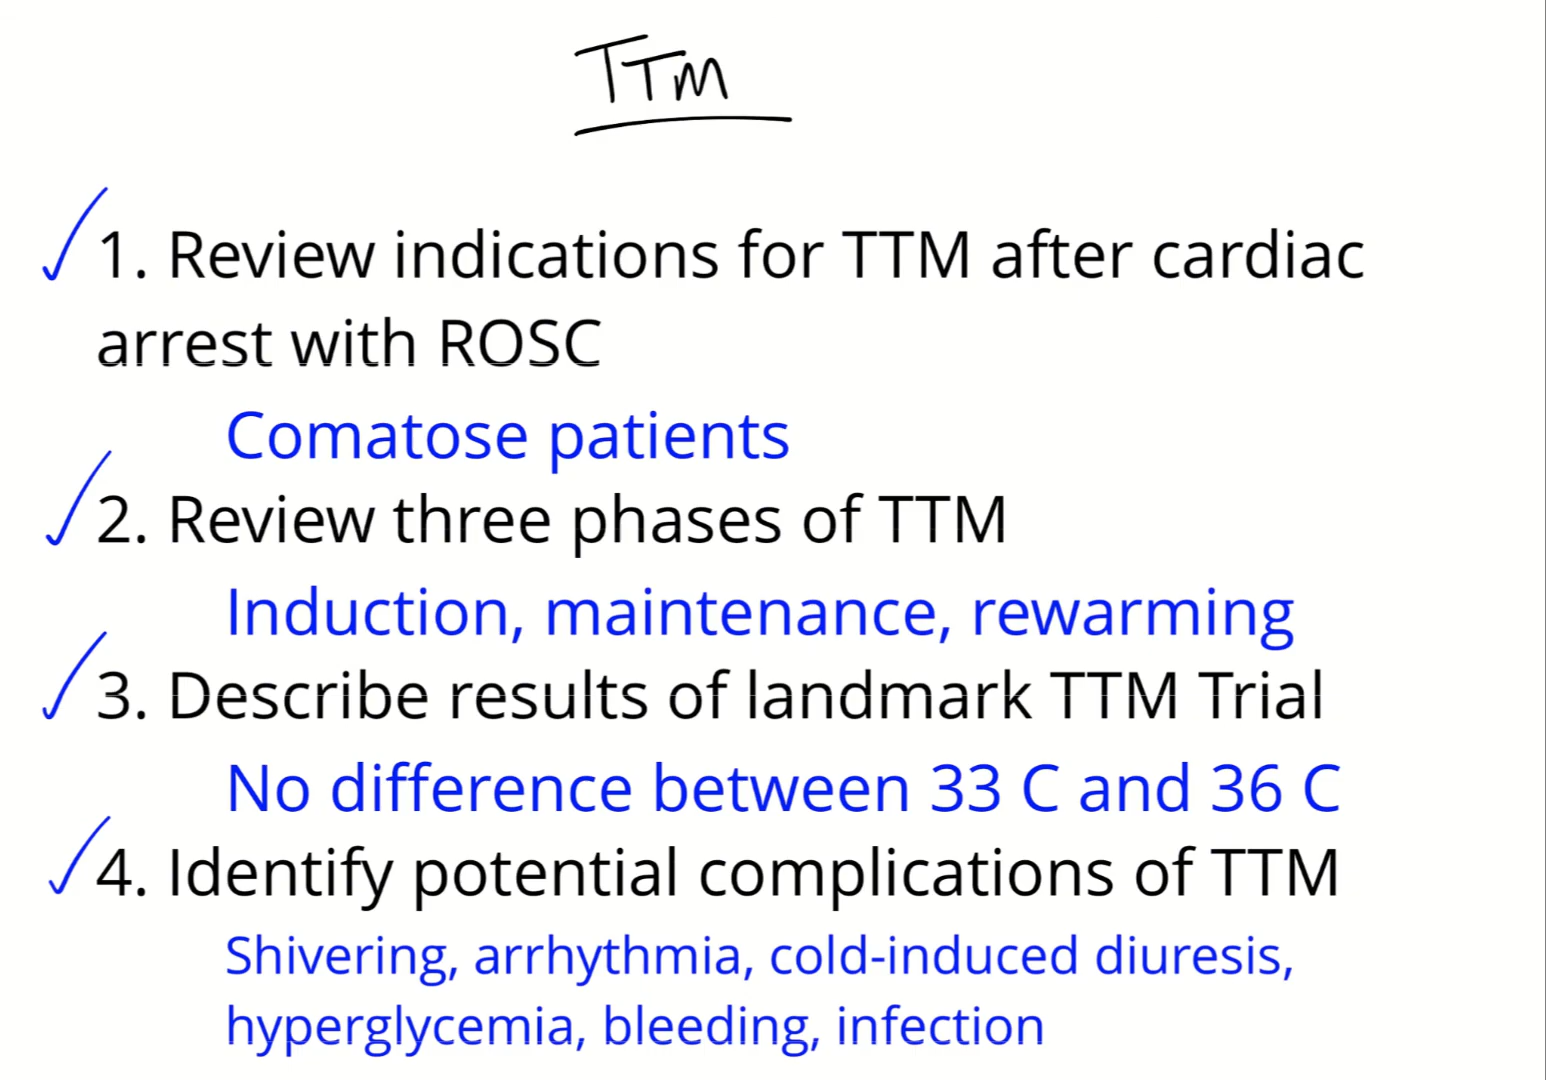 TTM
1. Review indications for TTM after cardiac
arrest with ROSC
Comatose patients
2. Review three phases of TTM
Induction, maintenance, rewarming
3. Describe results of landmark TTM Trial
No difference between 33 C and 36 C
4. Identify potential complications of TTM
Shivering, arrhythmia, cold-induced diuresis,
hyperglycemia, bleeding, infection